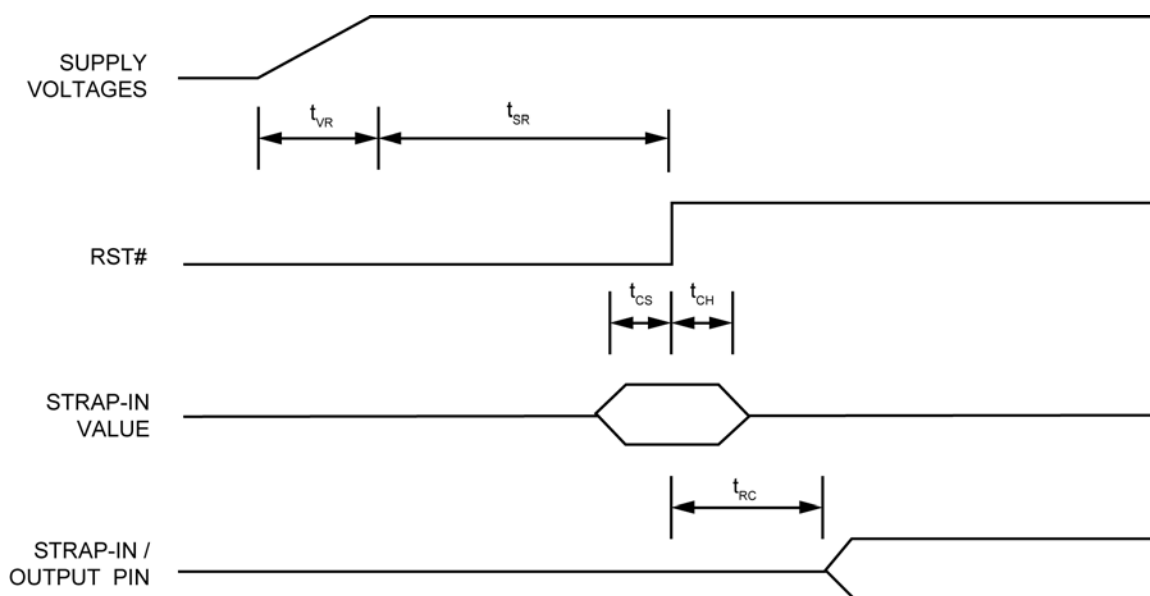 SUPPLY
VOLTAGES
tVR
tSR
RST#
tCS
tCH
STRAP-IN
VALUE
tRC
STRAP-IN /
OUTPUT PIN